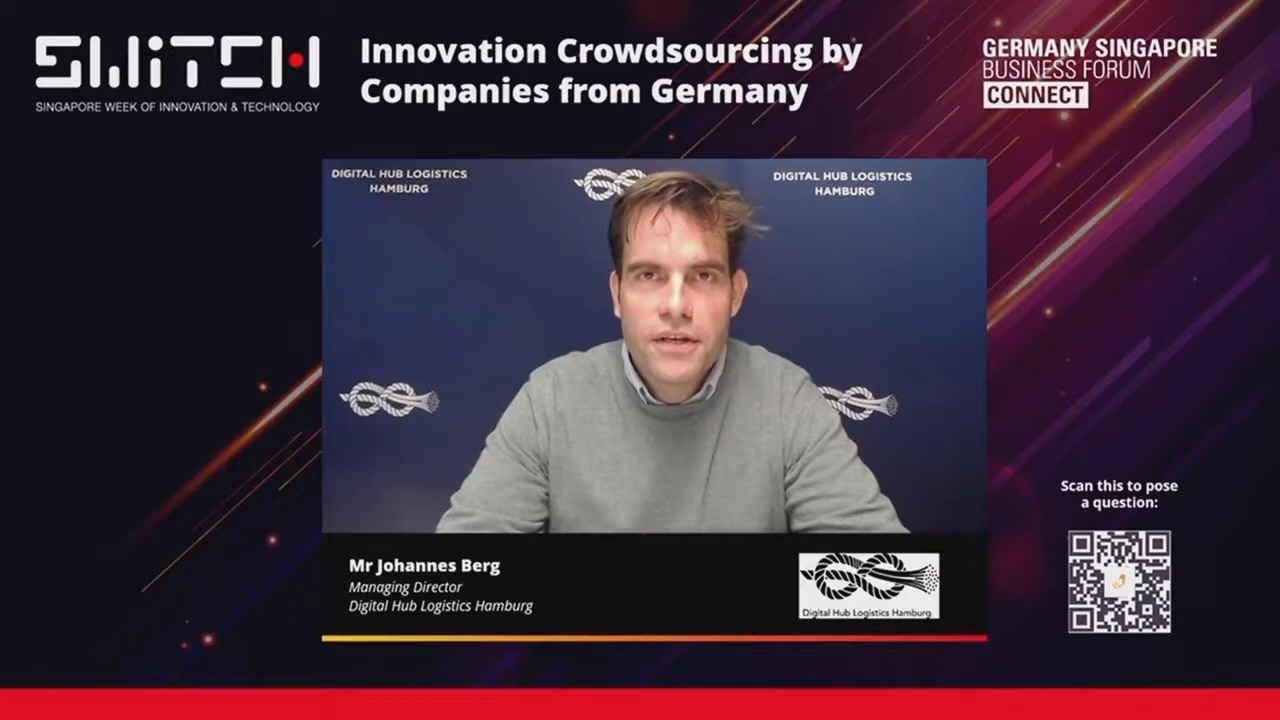 SWITCH
SINGAPORE WEEK OF INNOVATION & TECHNOLOGY
Innovation Crowdsourcing by
Companies from Germany
GERMANY SINGAPORE
BUSINESS FORUM
CONNECT
DIGITAL HUB LOGISTICS
HAMBURG
DIGITAL HUB LOGISTICS
HAMBURG
Mr Johannes Berg
Managing Director
Digital Hub Logistics Hamburg
Digital Hub Logistics Hamburg
Scan this to pose
a question: